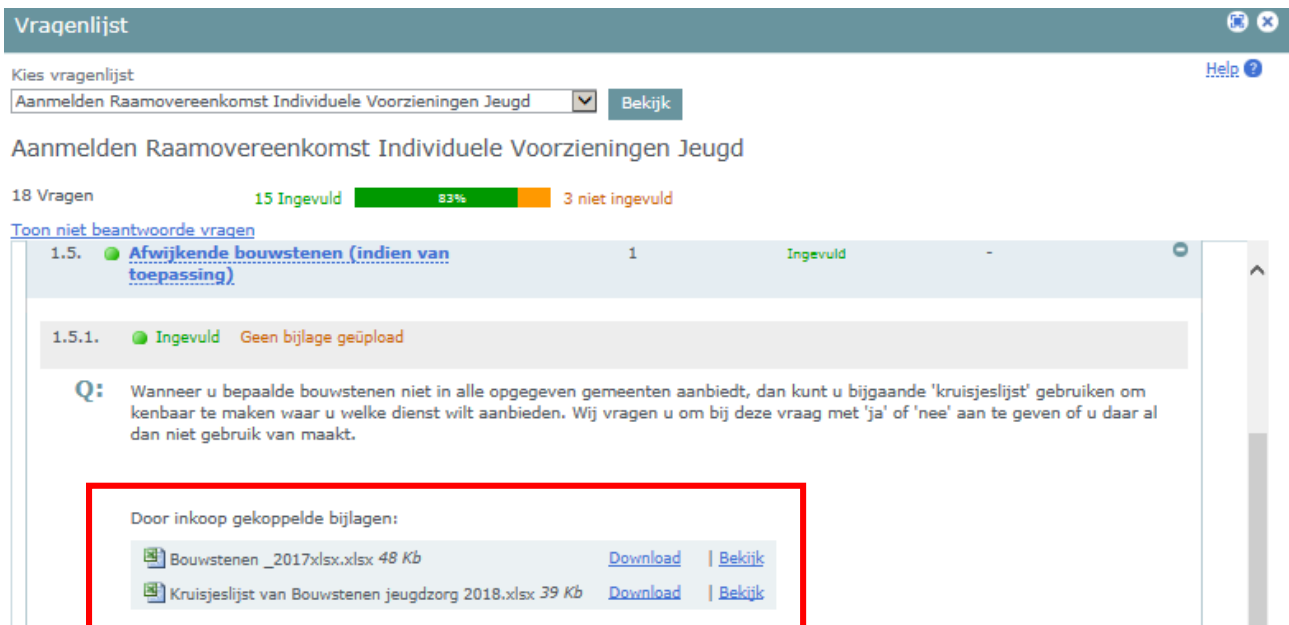 Vragenlijst
Help ?
Kies vragenlijst
Aanmelden Raamovereenkomst Individuele Voorzieningen Jeugd Bekijk
Aanmelden Raamovereenkomst Individuele Voorzieningen Jeugd
18 Vragen 15 Ingevuld 83% 3 niet ingevuld
Toon niet beantwoorde vragen
1.5. Afwijkende bouwstenen (indien van 1 Ingevuld -
toepassing)
1.5.1. Ingevuld Geen bijlage geüpload
Q: Wanneer u bepaalde bouwstenen niet in alle opgegeven gemeenten aanbiedt, dan kunt u bijgaande 'kruisjeslijst' gebruiken om
kenbaar te maken waar u welke dienst wilt aanbieden. Wij vragen u om bij deze vraag met 'ja' of 'nee' aan te geven of u daar al
dan niet gebruik van maakt.
Door inkoop gekoppelde bijlagen:
Bouwstenen _2017xlsx.xlsx 48 Kb Download | Bekijk
Kruisjeslijst van Bouwstenen jeugdzorg 2018.xlsx 39 Kb Download | Bekijk